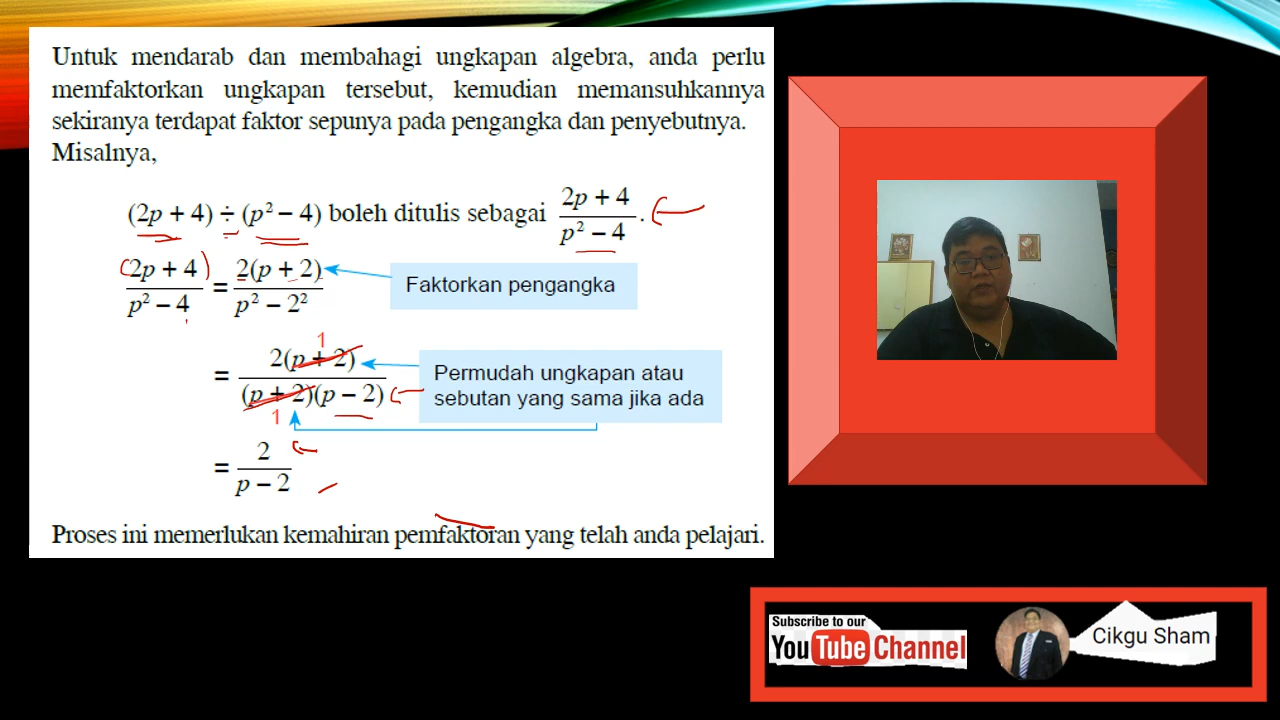 Untuk mendarab dan membahagi ungkapan algebra, anda perlu
memfaktorkan ungkapan tersebut, kemudian memansuhkannya
sekiranya terdapat faktor sepunya pada pengangka dan penyebutnya.
Misalnya,
(2p + 4) ÷ (p² – 4) boleh ditulis sebagai (2p + 4)/(p² – 4).
(2p + 4)/(p² – 4) = 2(p + 2)/(p² – 2²)
Faktorkan pengangka
1
= 2(p + 2)/((p + 2)(p – 2))
1
Permudah ungkapan atau
sebutan yang sama jika ada
= 2/(p – 2)
Proses ini memerlukan kemahiran pemfaktoran yang telah anda pelajari.
Subscribe to our
YouTube Channel
Cikgu Sham